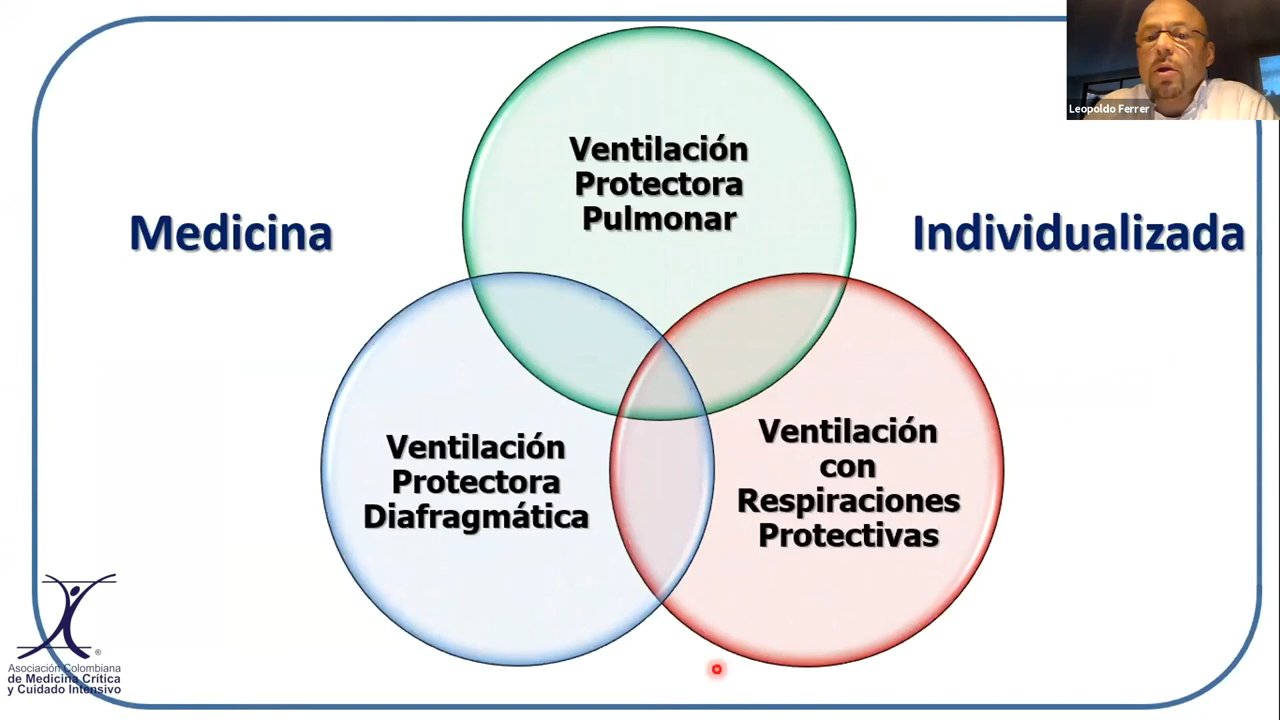 Leopoldo Ferrer
Ventilación
Protectora
Pulmonar
Medicina
Individualizada
Ventilación
Protectora
Diafragmática
Ventilación
con
Respiraciones
Protectivas
®
Asociación Colombiana
de Medicina Crítica
y Cuidado Intensivo